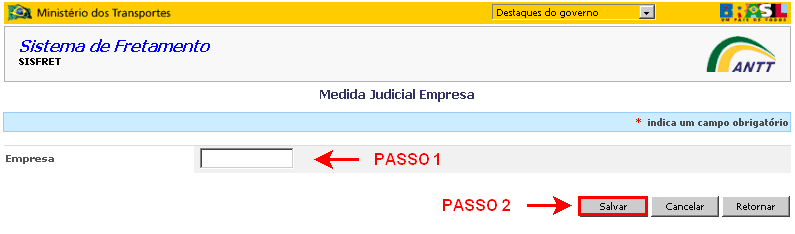 Ministério dos Transportes
Destaques do governo
BRASIL
UM PAÍS DE TODOS
Sistema de Fretamento
SISFRET
ANTT
Medida Judicial Empresa
* indica um campo obrigatório
Empresa
PASSO 1
PASSO 2
Salvar
Cancelar
Retornar